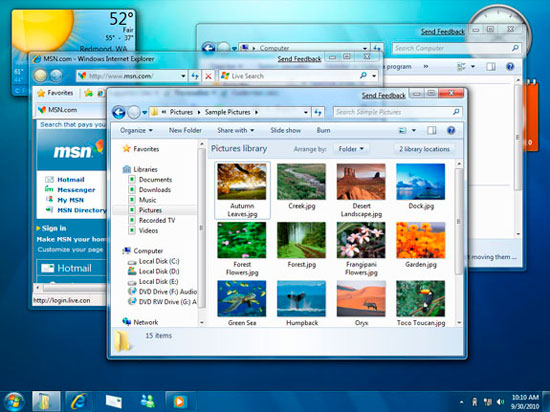 52°
Fair
55° - 37°
Redmond, WA
61°
Send Feedback
Computer
Search Computer
program
MSN.com - Windows Internet Explorer
Send Feedback
http://www.msn.com/
Live Search
Favorites
MSN.com
Search that pays you
msn
Hotmail
Messenger
My MSN
MSN Directory
Sign in
Make MSN your hom
Customize your page
Hotmail
http://login.live.con
Send Feedback
Pictures
Sample Pictures
Search Sample Pictures
Organize
New Folder
Share with
Slide show
Burn
Favorites
Libraries
Documents
Downloads
Music
Pictures
Recorded TV
Videos
Computer
Local Disk (C:)
Local Disk (D:)
Local Disk (E:)
DVD Drive (F:) Audio
DVD RW Drive (G:) A
Network
Pictures library
Arrange by:
Folder
2 library locations
Autumn
Leaves.jpg
Creek.jpg
Desert
Landscape.jpg
Dock.jpg
Forest
Flowers.jpg
Forest.jpg
Frangipani
Flowers.jpg
Garden.jpg
Green Sea
Humpback
Oryx
Toco Toucan.jpg
15 items
t moving them...
10:10 AM
9/30/2010